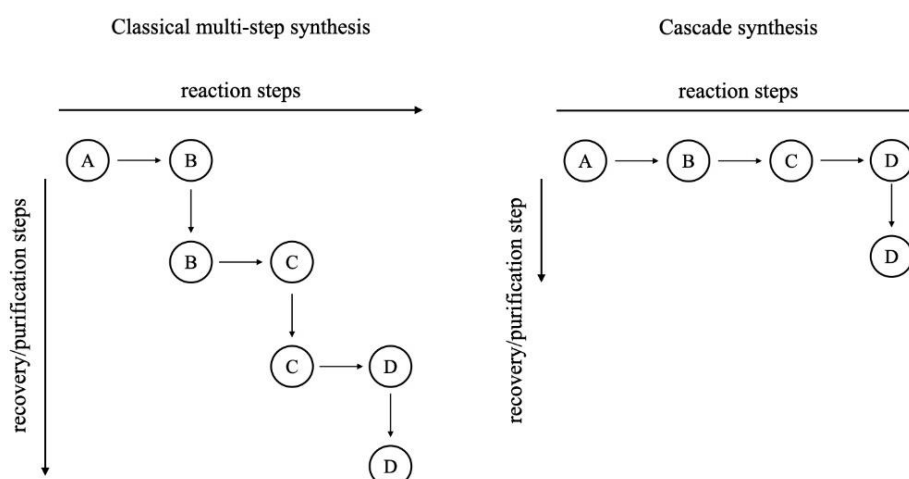 Classical multi-step synthesis
reaction steps
A
B
B
C
C
D
D
recovery/purification steps
Cascade synthesis
reaction steps
A
B
C
D
D
recovery/purification step